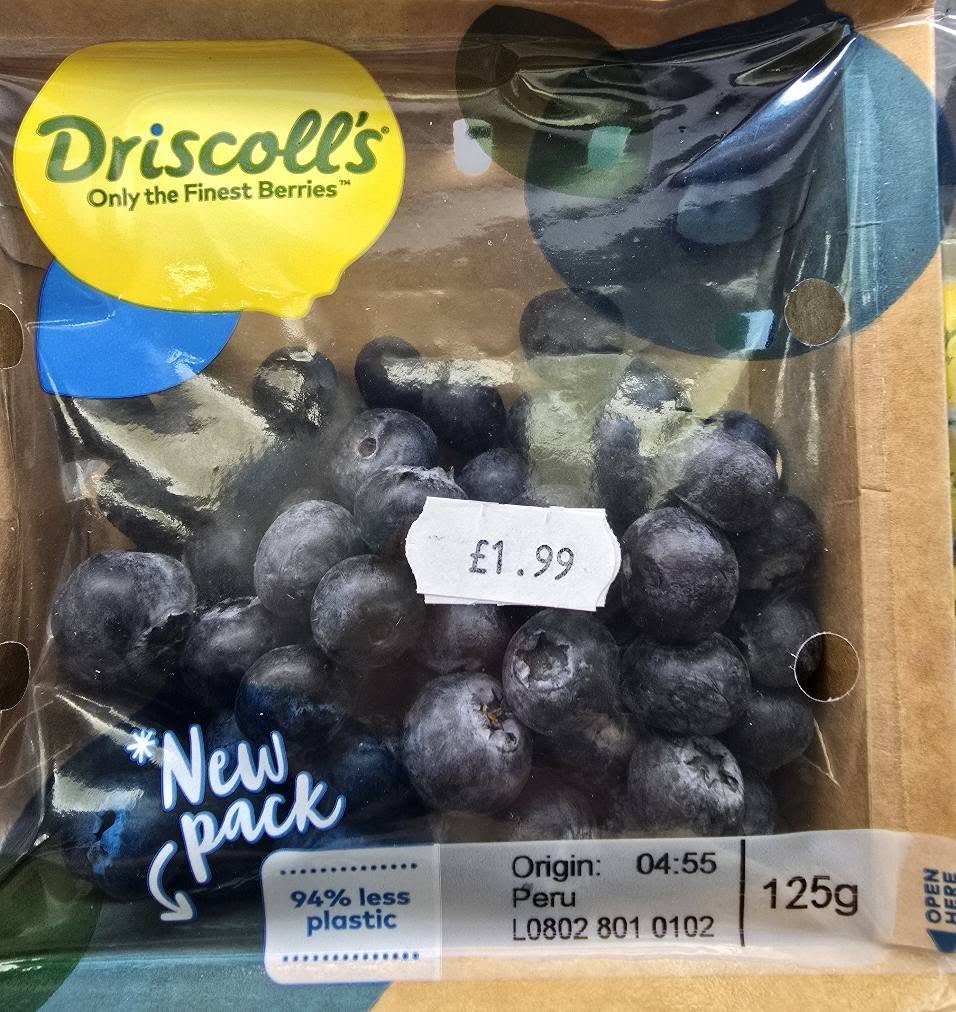 Driscoll's®
Only the Finest Berries™
£1.99
*New
pack
94% less
plastic
Origin: 04:55
Peru
L0802 801 0102
125g
OPEN
HERE